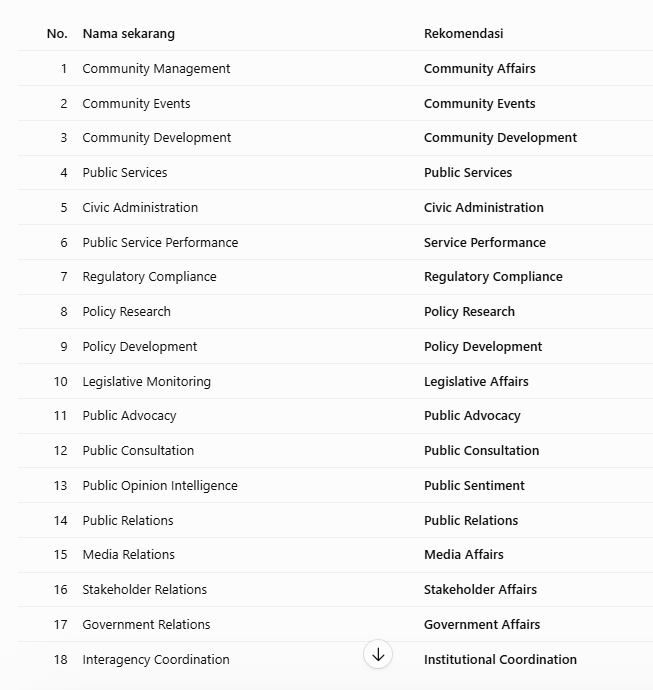 No. Nama sekarang Rekomendasi
1 Community Management Community Affairs
2 Community Events Community Events
3 Community Development Community Development
4 Public Services Public Services
5 Civic Administration Civic Administration
6 Public Service Performance Service Performance
7 Regulatory Compliance Regulatory Compliance
8 Policy Research Policy Research
9 Policy Development Policy Development
10 Legislative Monitoring Legislative Affairs
11 Public Advocacy Public Advocacy
12 Public Consultation Public Consultation
13 Public Opinion Intelligence Public Sentiment
14 Public Relations Public Relations
15 Media Relations Media Affairs
16 Stakeholder Relations Stakeholder Affairs
17 Government Relations Government Affairs
18 Interagency Coordination Institutional Coordination